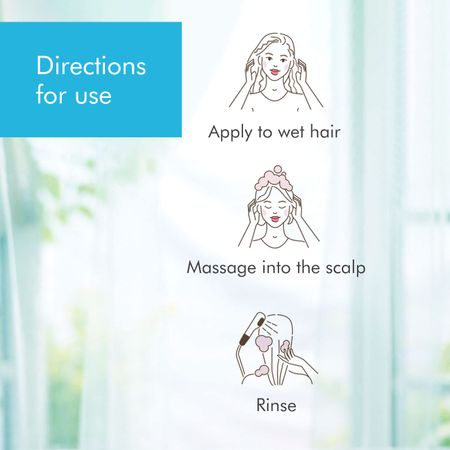 Directions
for use
Apply to wet hair
Massage into the scalp
Rinse